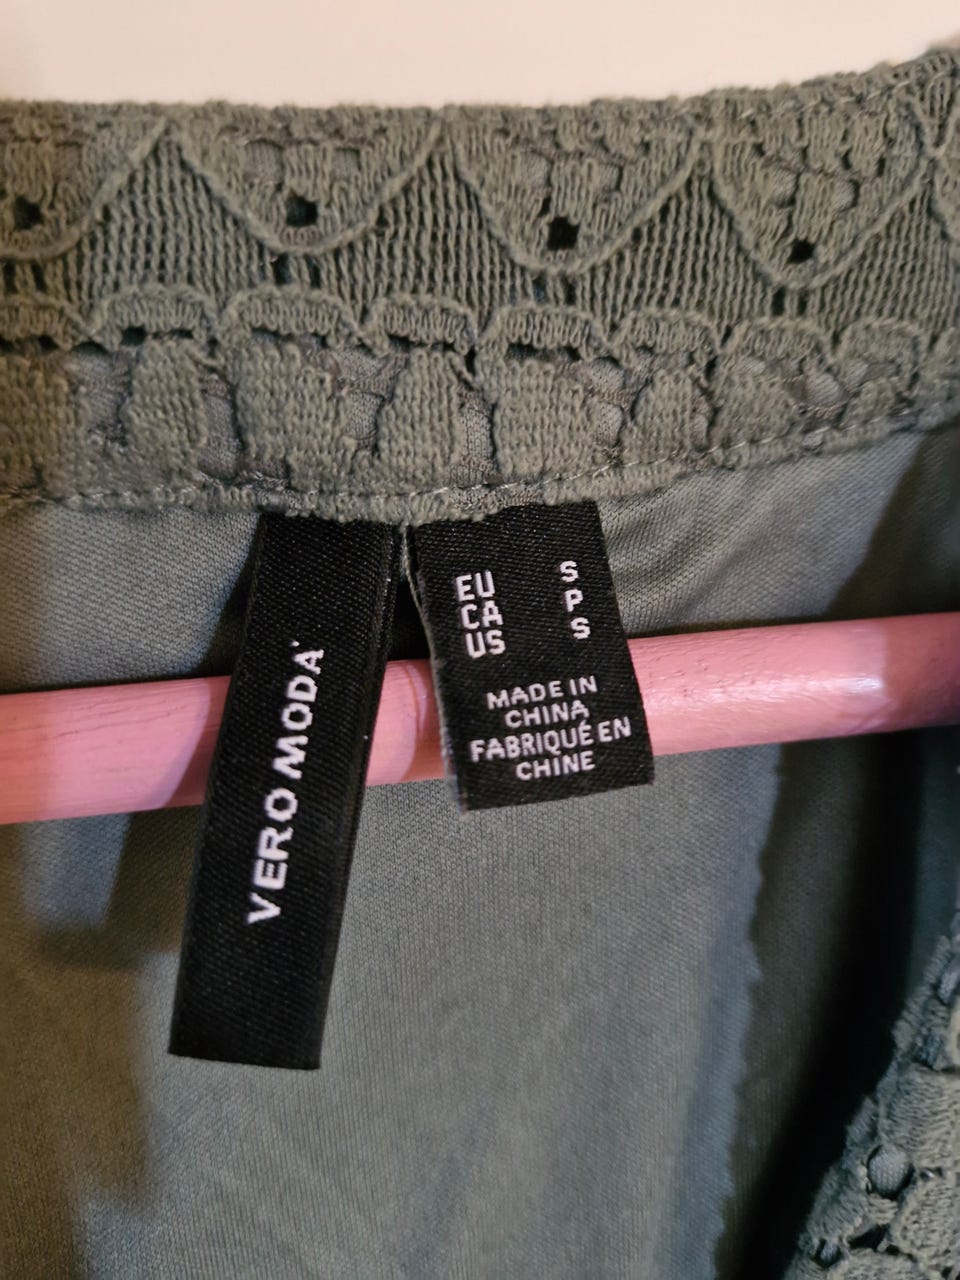 VERO MODA
EU S
CA P
US S
MADE IN
CHINA
FABRIQUÉ EN
CHINE